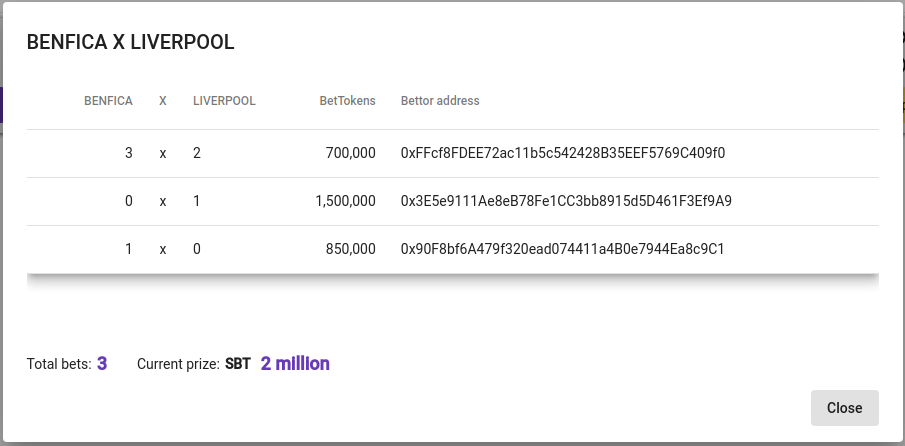 BENFICA X LIVERPOOL
BENFICA X LIVERPOOL BetTokens Bettor address
3 x 2 700,000 0xFFcf8FDEE72ac11b5c542428B35EEF5769C409f0
0 x 1 1,500,000 0x3E5e9111Ae8eB78Fe1CC3bb8915d5D461F3Ef9A9
1 x 0 850,000 0x90F8bf6A479f320ead074411a4B0e7944Ea8c9C1
Total bets: 3 Current prize: SBT 2 million
Close